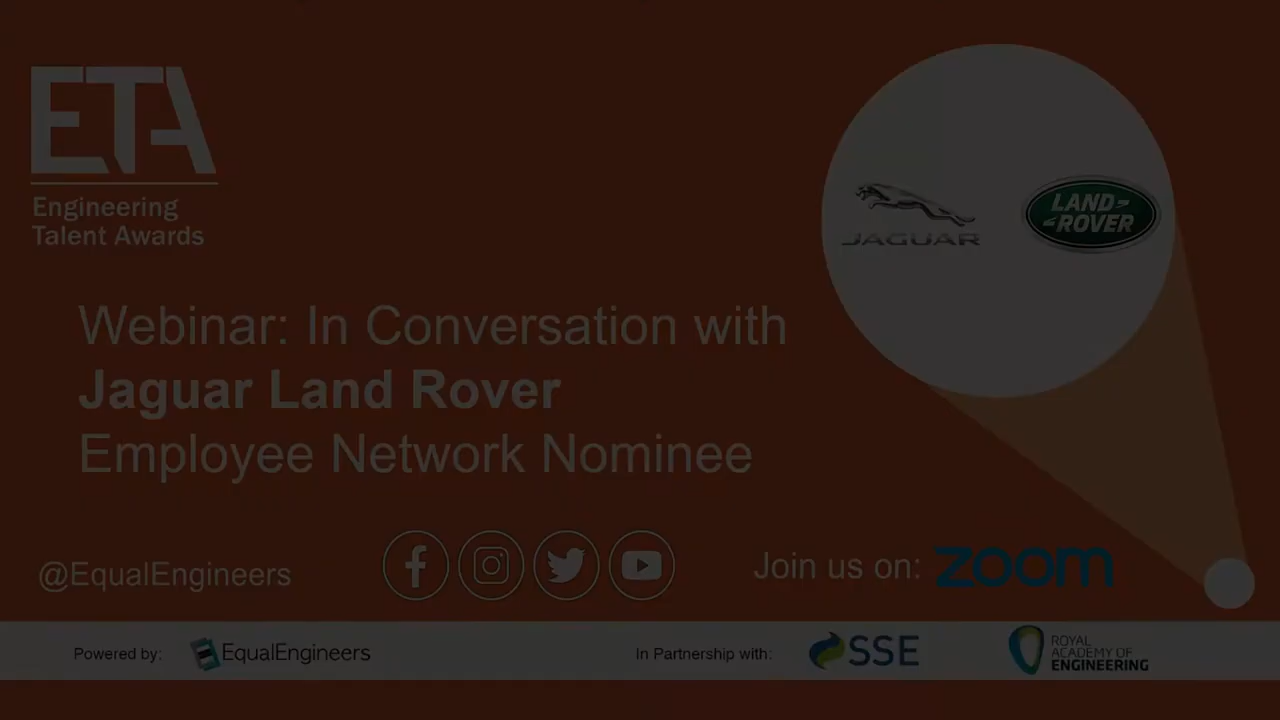 ETA
Engineering
Talent Awards
JAGUAR
LAND
ROVER
Webinar: In Conversation with
Jaguar Land Rover
Employee Network Nominee
@EqualEngineers
Join us on: zoom
Powered by: EqualEngineers
In Partnership with: SSE
ROYAL
ACADEMY OF
ENGINEERING